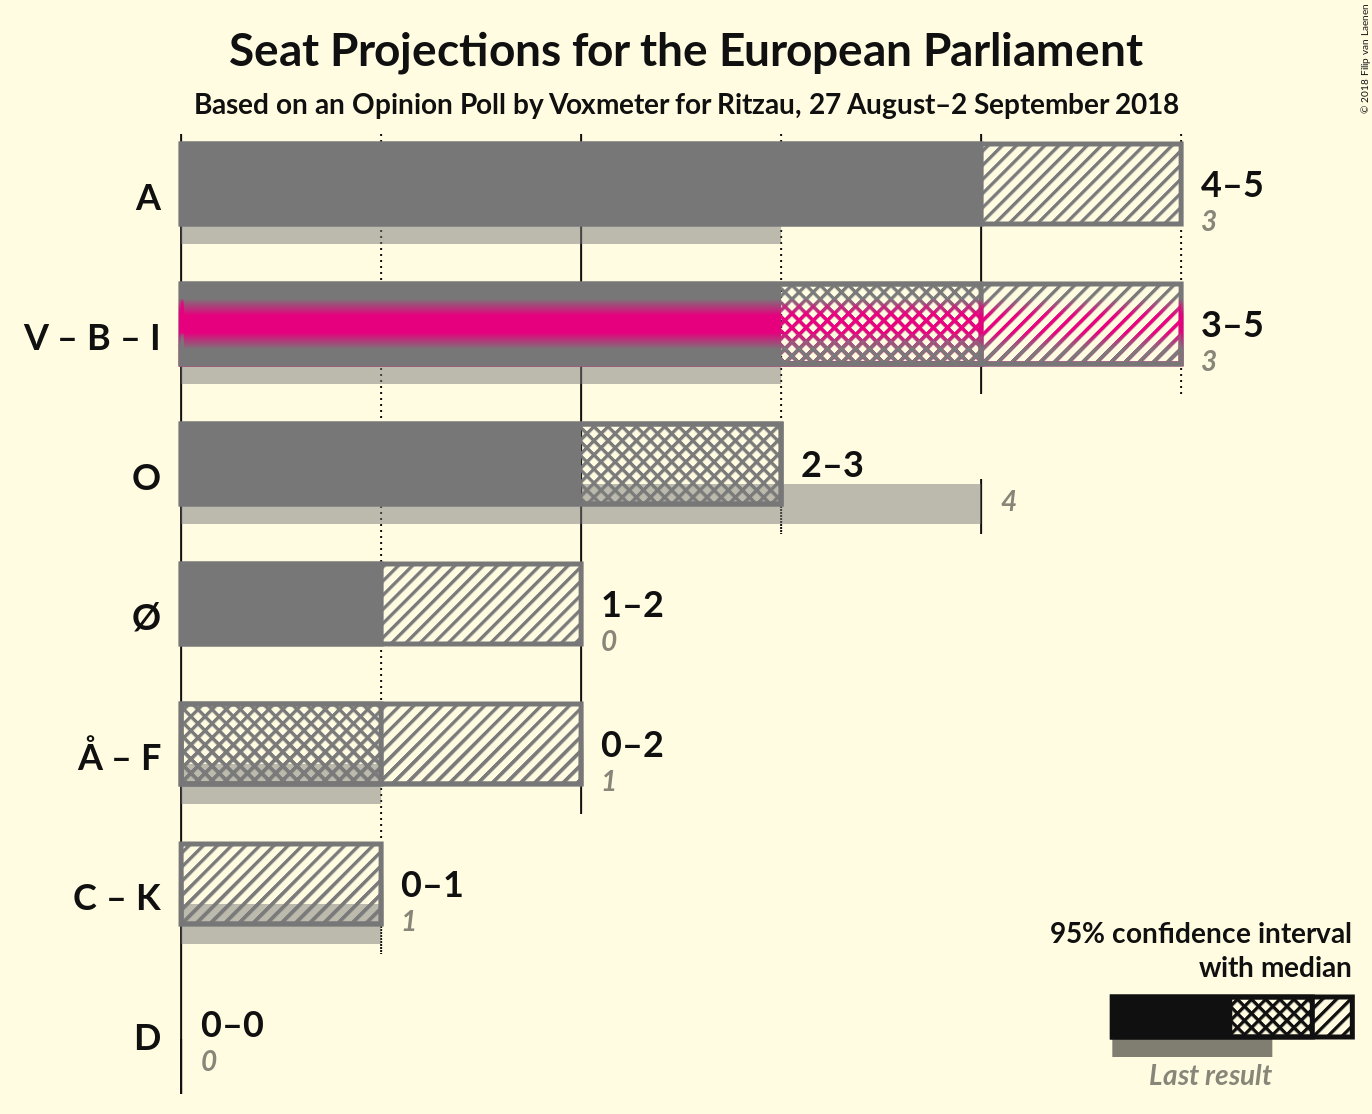 Seat Projections for the European Parliament
Based on an Opinion Poll by Voxmeter for Ritzau, 27 August–2 September 2018
© 2018 Filip van Laenen
A
4–5
3
V – B – I
3–5
3
O
2–3
4
Ø
1–2
0
Å – F
0–2
1
C – K
0–1
1
D
0–0
0
95% confidence interval
with median
Last result